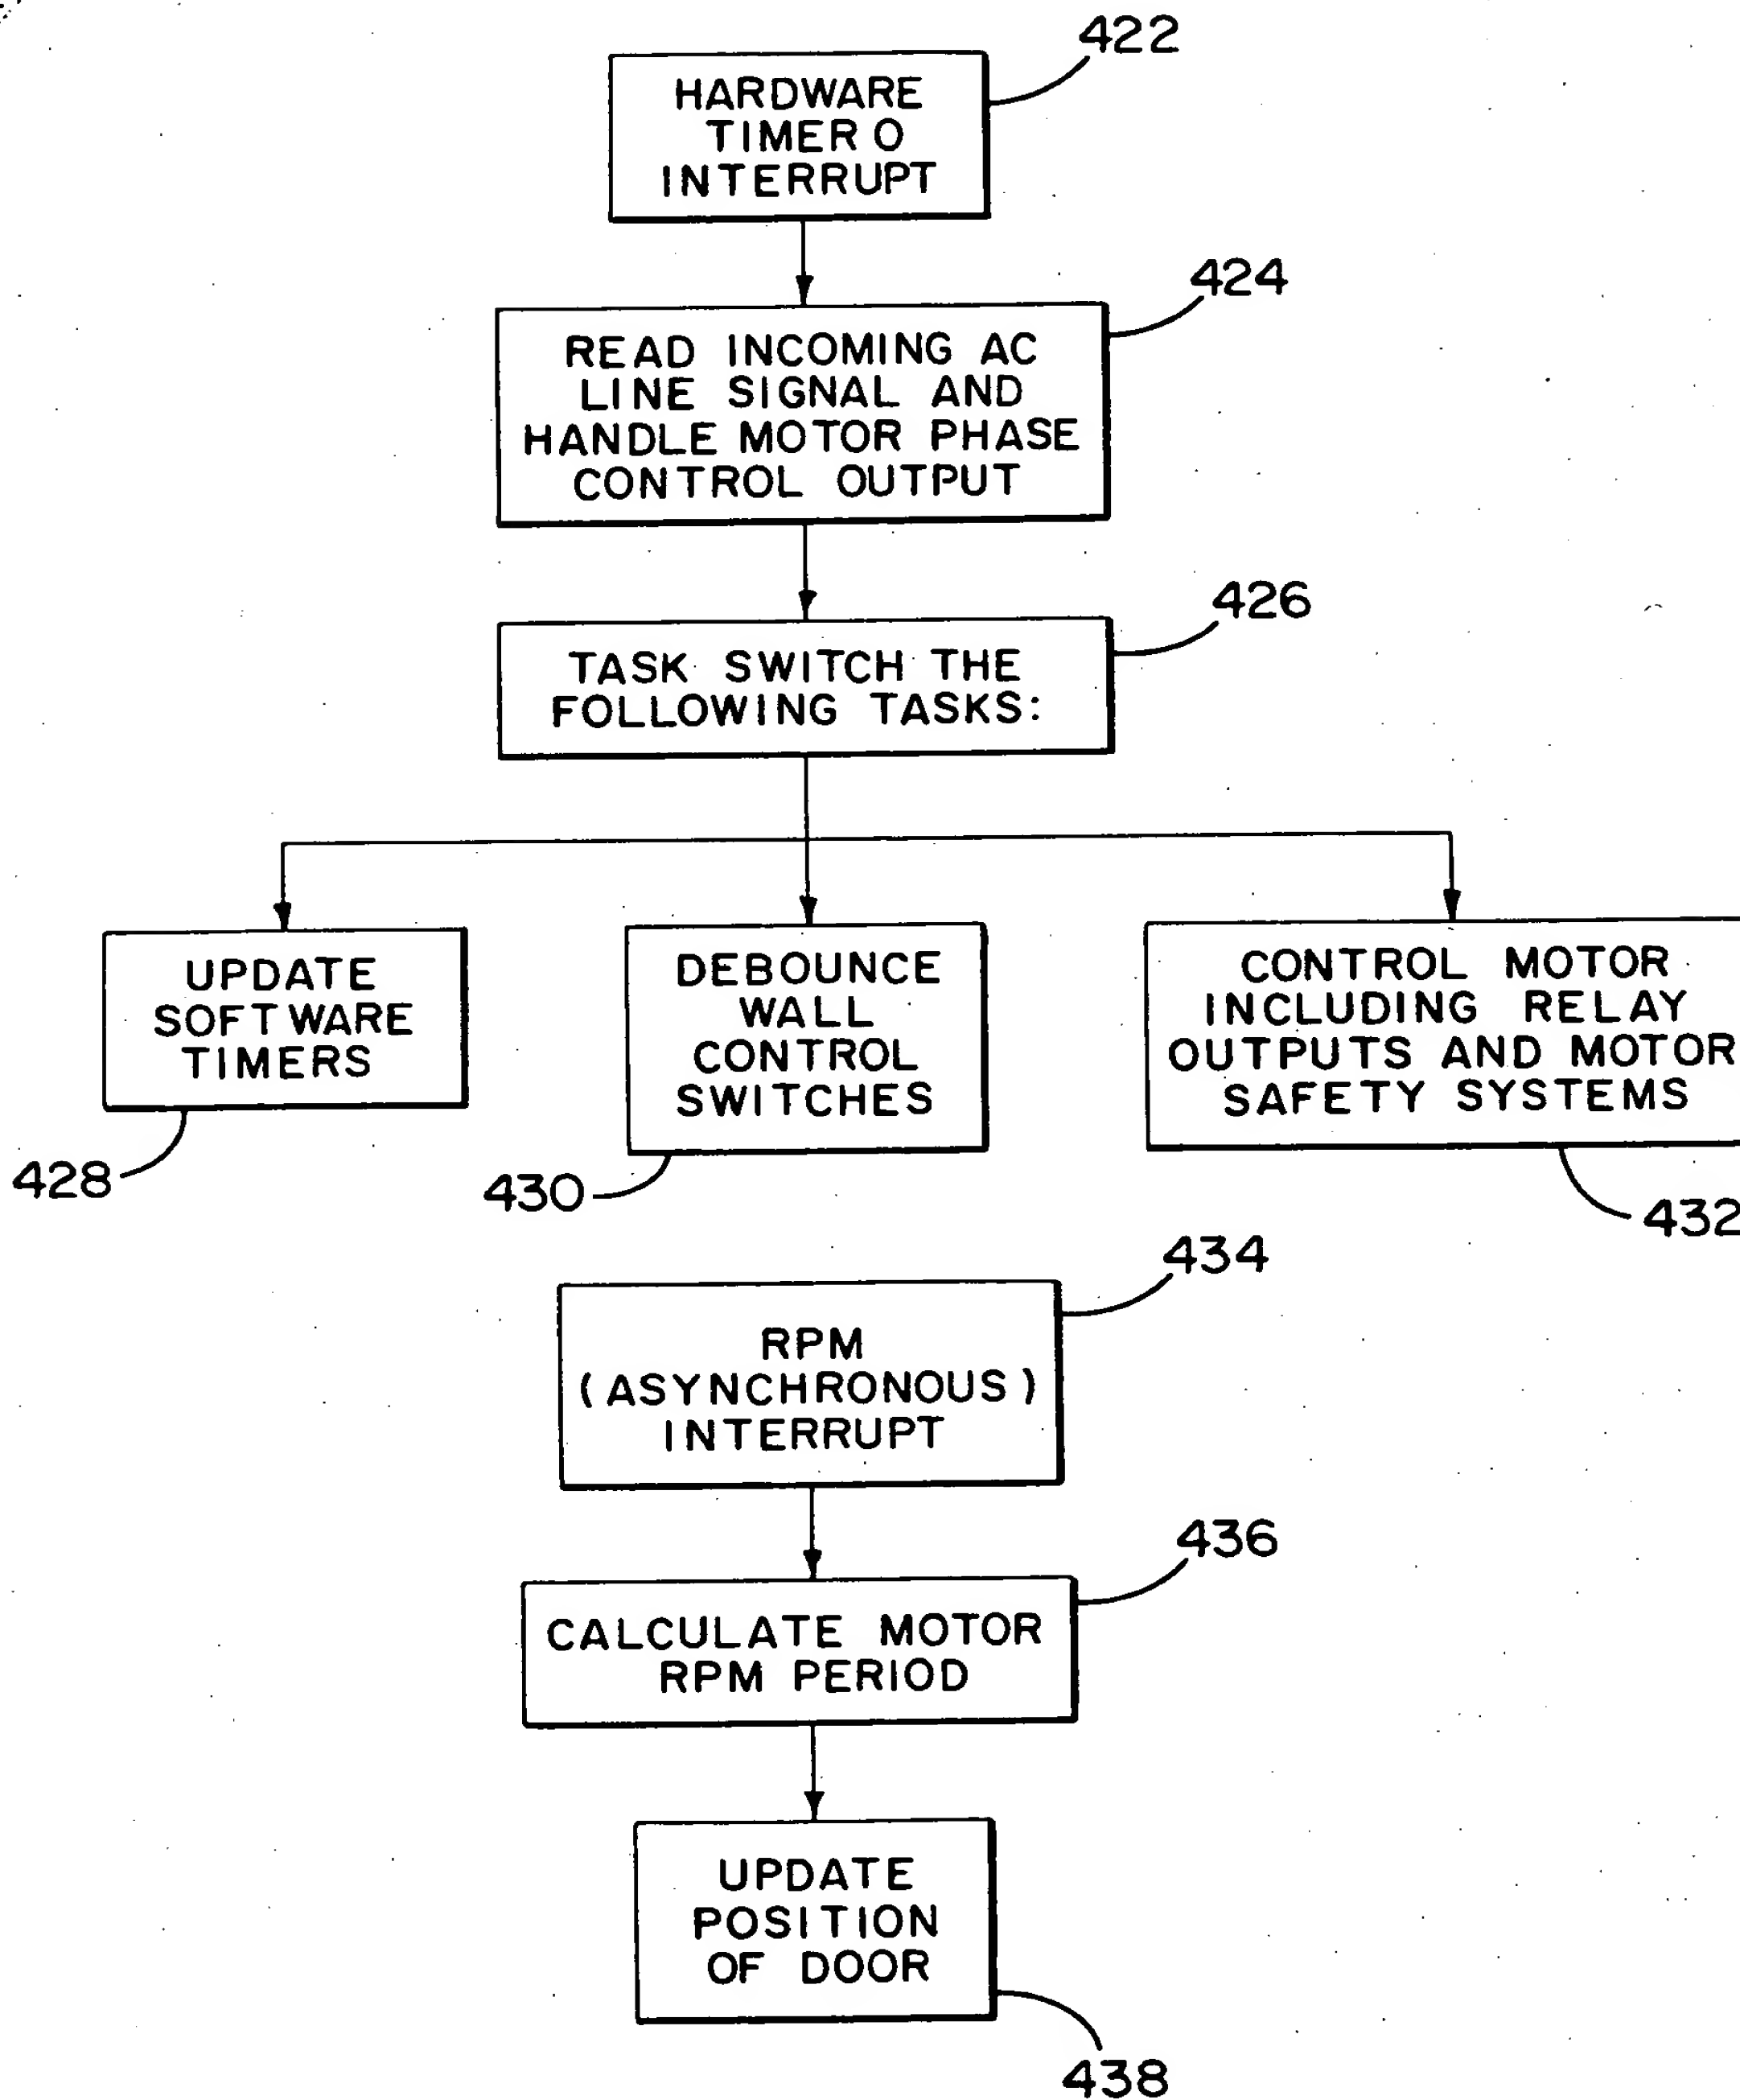 422
HARDWARE
TIMER 0
INTERRUPT
424
READ INCOMING AC
LINE SIGNAL AND
HANDLE MOTOR PHASE
CONTROL OUTPUT
426
TASK SWITCH THE
FOLLOWING TASKS:
UPDATE
SOFTWARE
TIMERS
428
DEBOUNCE
WALL
CONTROL
SWITCHES
430
CONTROL MOTOR
INCLUDING RELAY
OUTPUTS AND MOTOR
SAFETY SYSTEMS
432
434
RPM
(ASYNCHRONOUS)
INTERRUPT
436
CALCULATE MOTOR
RPM PERIOD
UPDATE
POSITION
OF DOOR
438